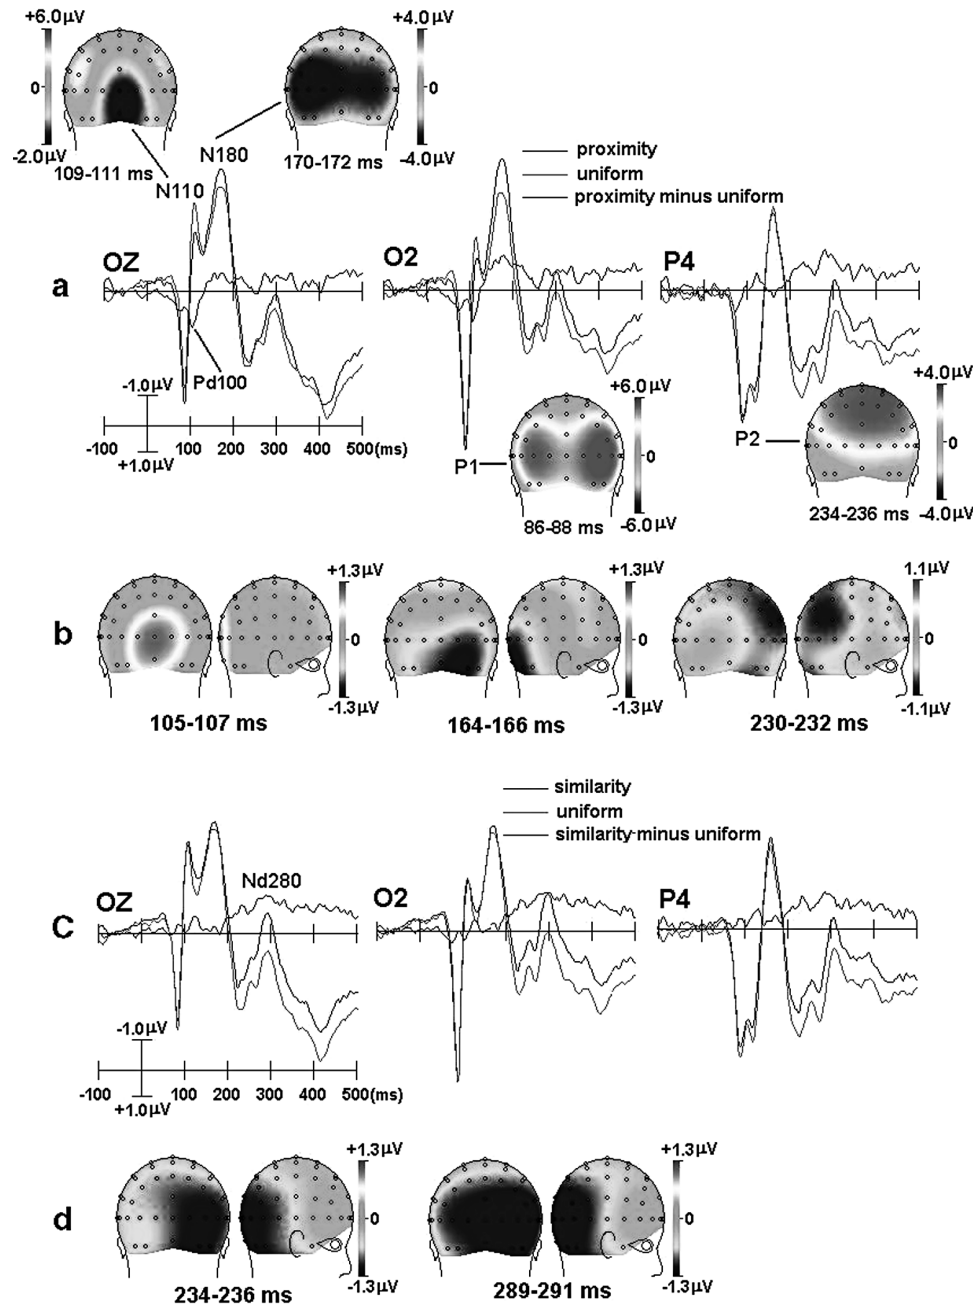 +6.0μV
+4.0μV
0
0
-2.0μV
-4.0μV
109-111 ms
170-172 ms
N180
N110
proximity
uniform
proximity minus uniform
a
OZ
O2
P4
Pd100
-1.0μV
+1.0μV
-100
100
200
300
400
500(ms)
+6.0μV
0
-6.0μV
P1
86-88 ms
+4.0μV
0
-4.0μV
P2
234-236 ms
b
+1.3μV
0
-1.3μV
105-107 ms
+1.3μV
0
-1.3μV
164-166 ms
1.1μV
0
-1.1μV
230-232 ms
similarity
uniform
similarity minus uniform
C
OZ
Nd280
O2
P4
-1.0μV
+1.0μV
-100
100
200
300
400
500(ms)
d
+1.3μV
0
-1.3μV
234-236 ms
+1.3μV
0
-1.3μV
289-291 ms